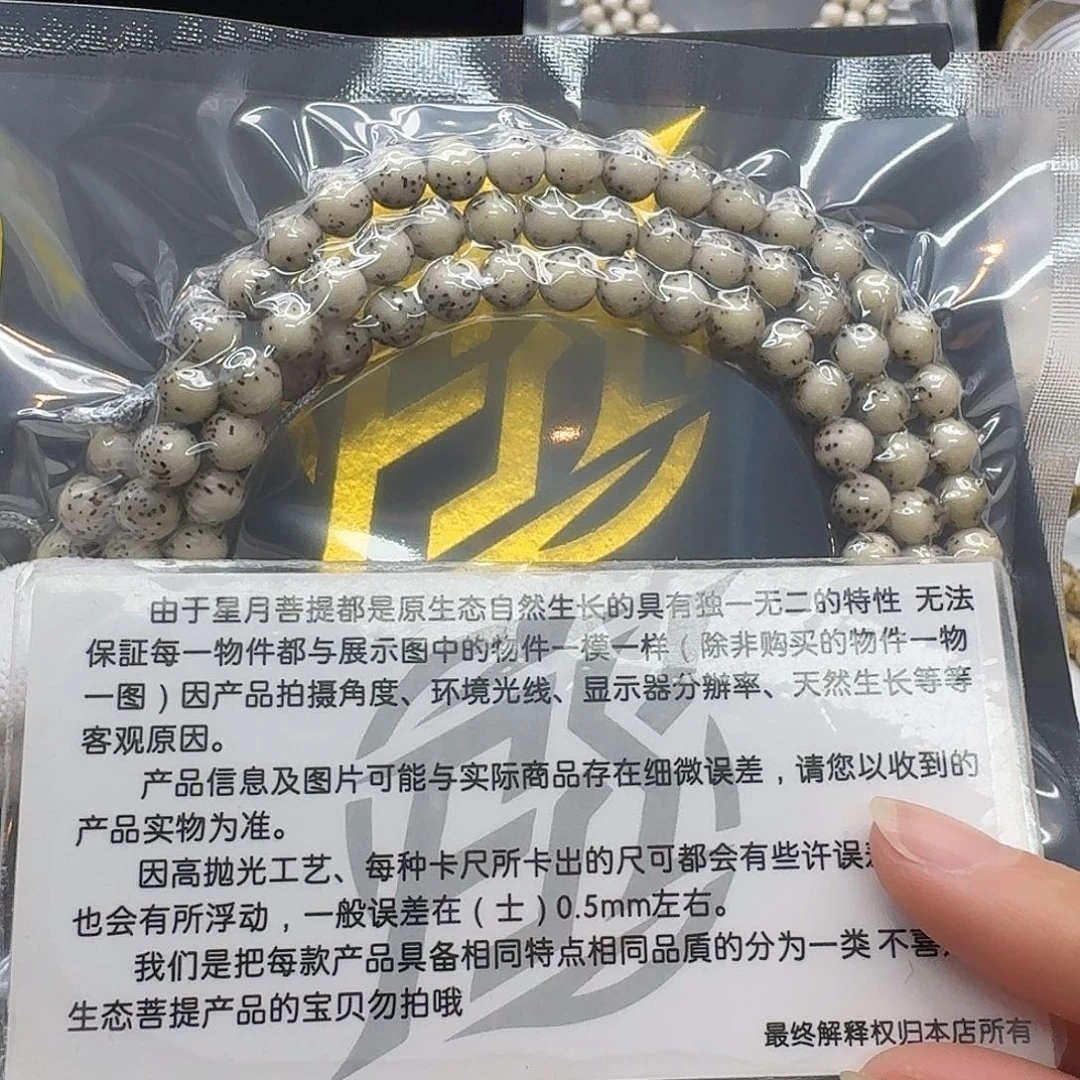 由于星月菩提都是原生态自然生长的具有独一无二的特性 无法
保証每一物件都与展示图中的物件一模一样（除非购买的物件一物
一图）因产品拍摄角度、环境光线、显示器分辦率、天然生长等等
客观原因。
产品信息及图片可能与实际商品存在细微误差，请您以收到的
产品实物为准。
因高抛光工艺、每种卡尺所卡出的尺可都会有些许误
也会有所浮动，一般误差在（士）0.5mm左右。
我们是把每款产品具备相同特点相同品質的分为一类 不喜
生态菩提产品的宝贝勿拍哦
最终解释权归本店所有